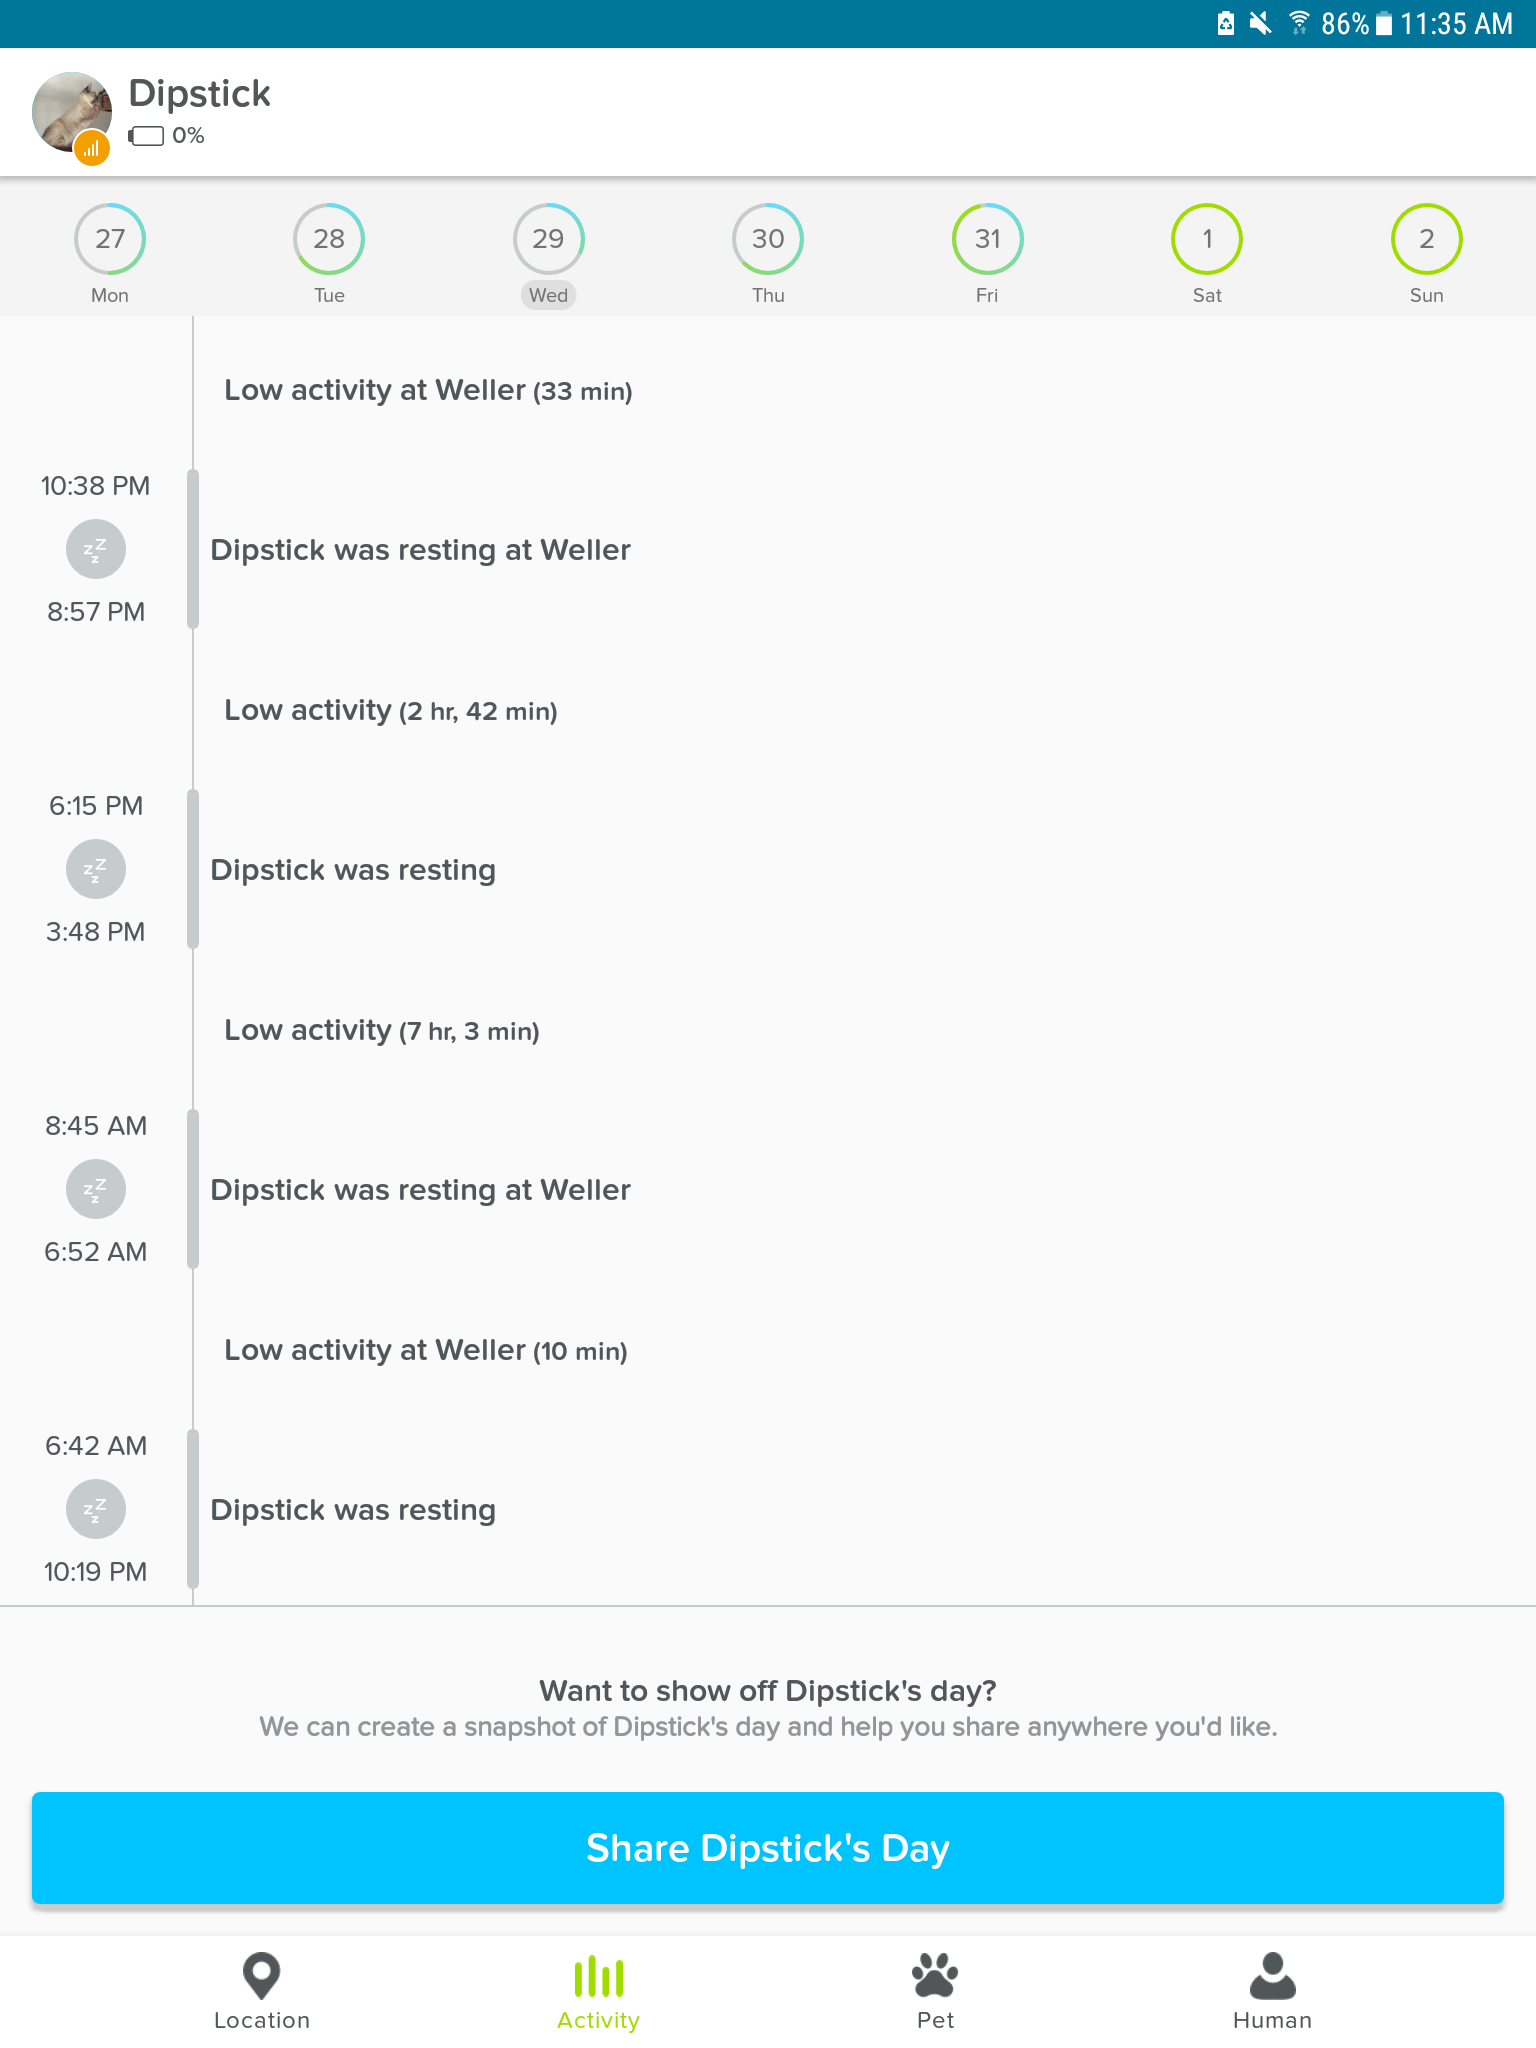 86% 11:35 AM
Dipstick
0%
27 28 29 30 31 1 2
Mon Tue Wed Thu Fri Sat Sun
Low activity at Weller (33 min)
10:38 PM
zzz
Dipstick was resting at Weller
8:57 PM
Low activity (2 hr, 42 min)
6:15 PM
zzz
Dipstick was resting
3:48 PM
Low activity (7 hr, 3 min)
8:45 AM
zzz
Dipstick was resting at Weller
6:52 AM
Low activity at Weller (10 min)
6:42 AM
zzz
Dipstick was resting
10:19 PM
Want to show off Dipstick's day?
We can create a snapshot of Dipstick's day and help you share anywhere you'd like.
Share Dipstick's Day
Location Activity Pet Human